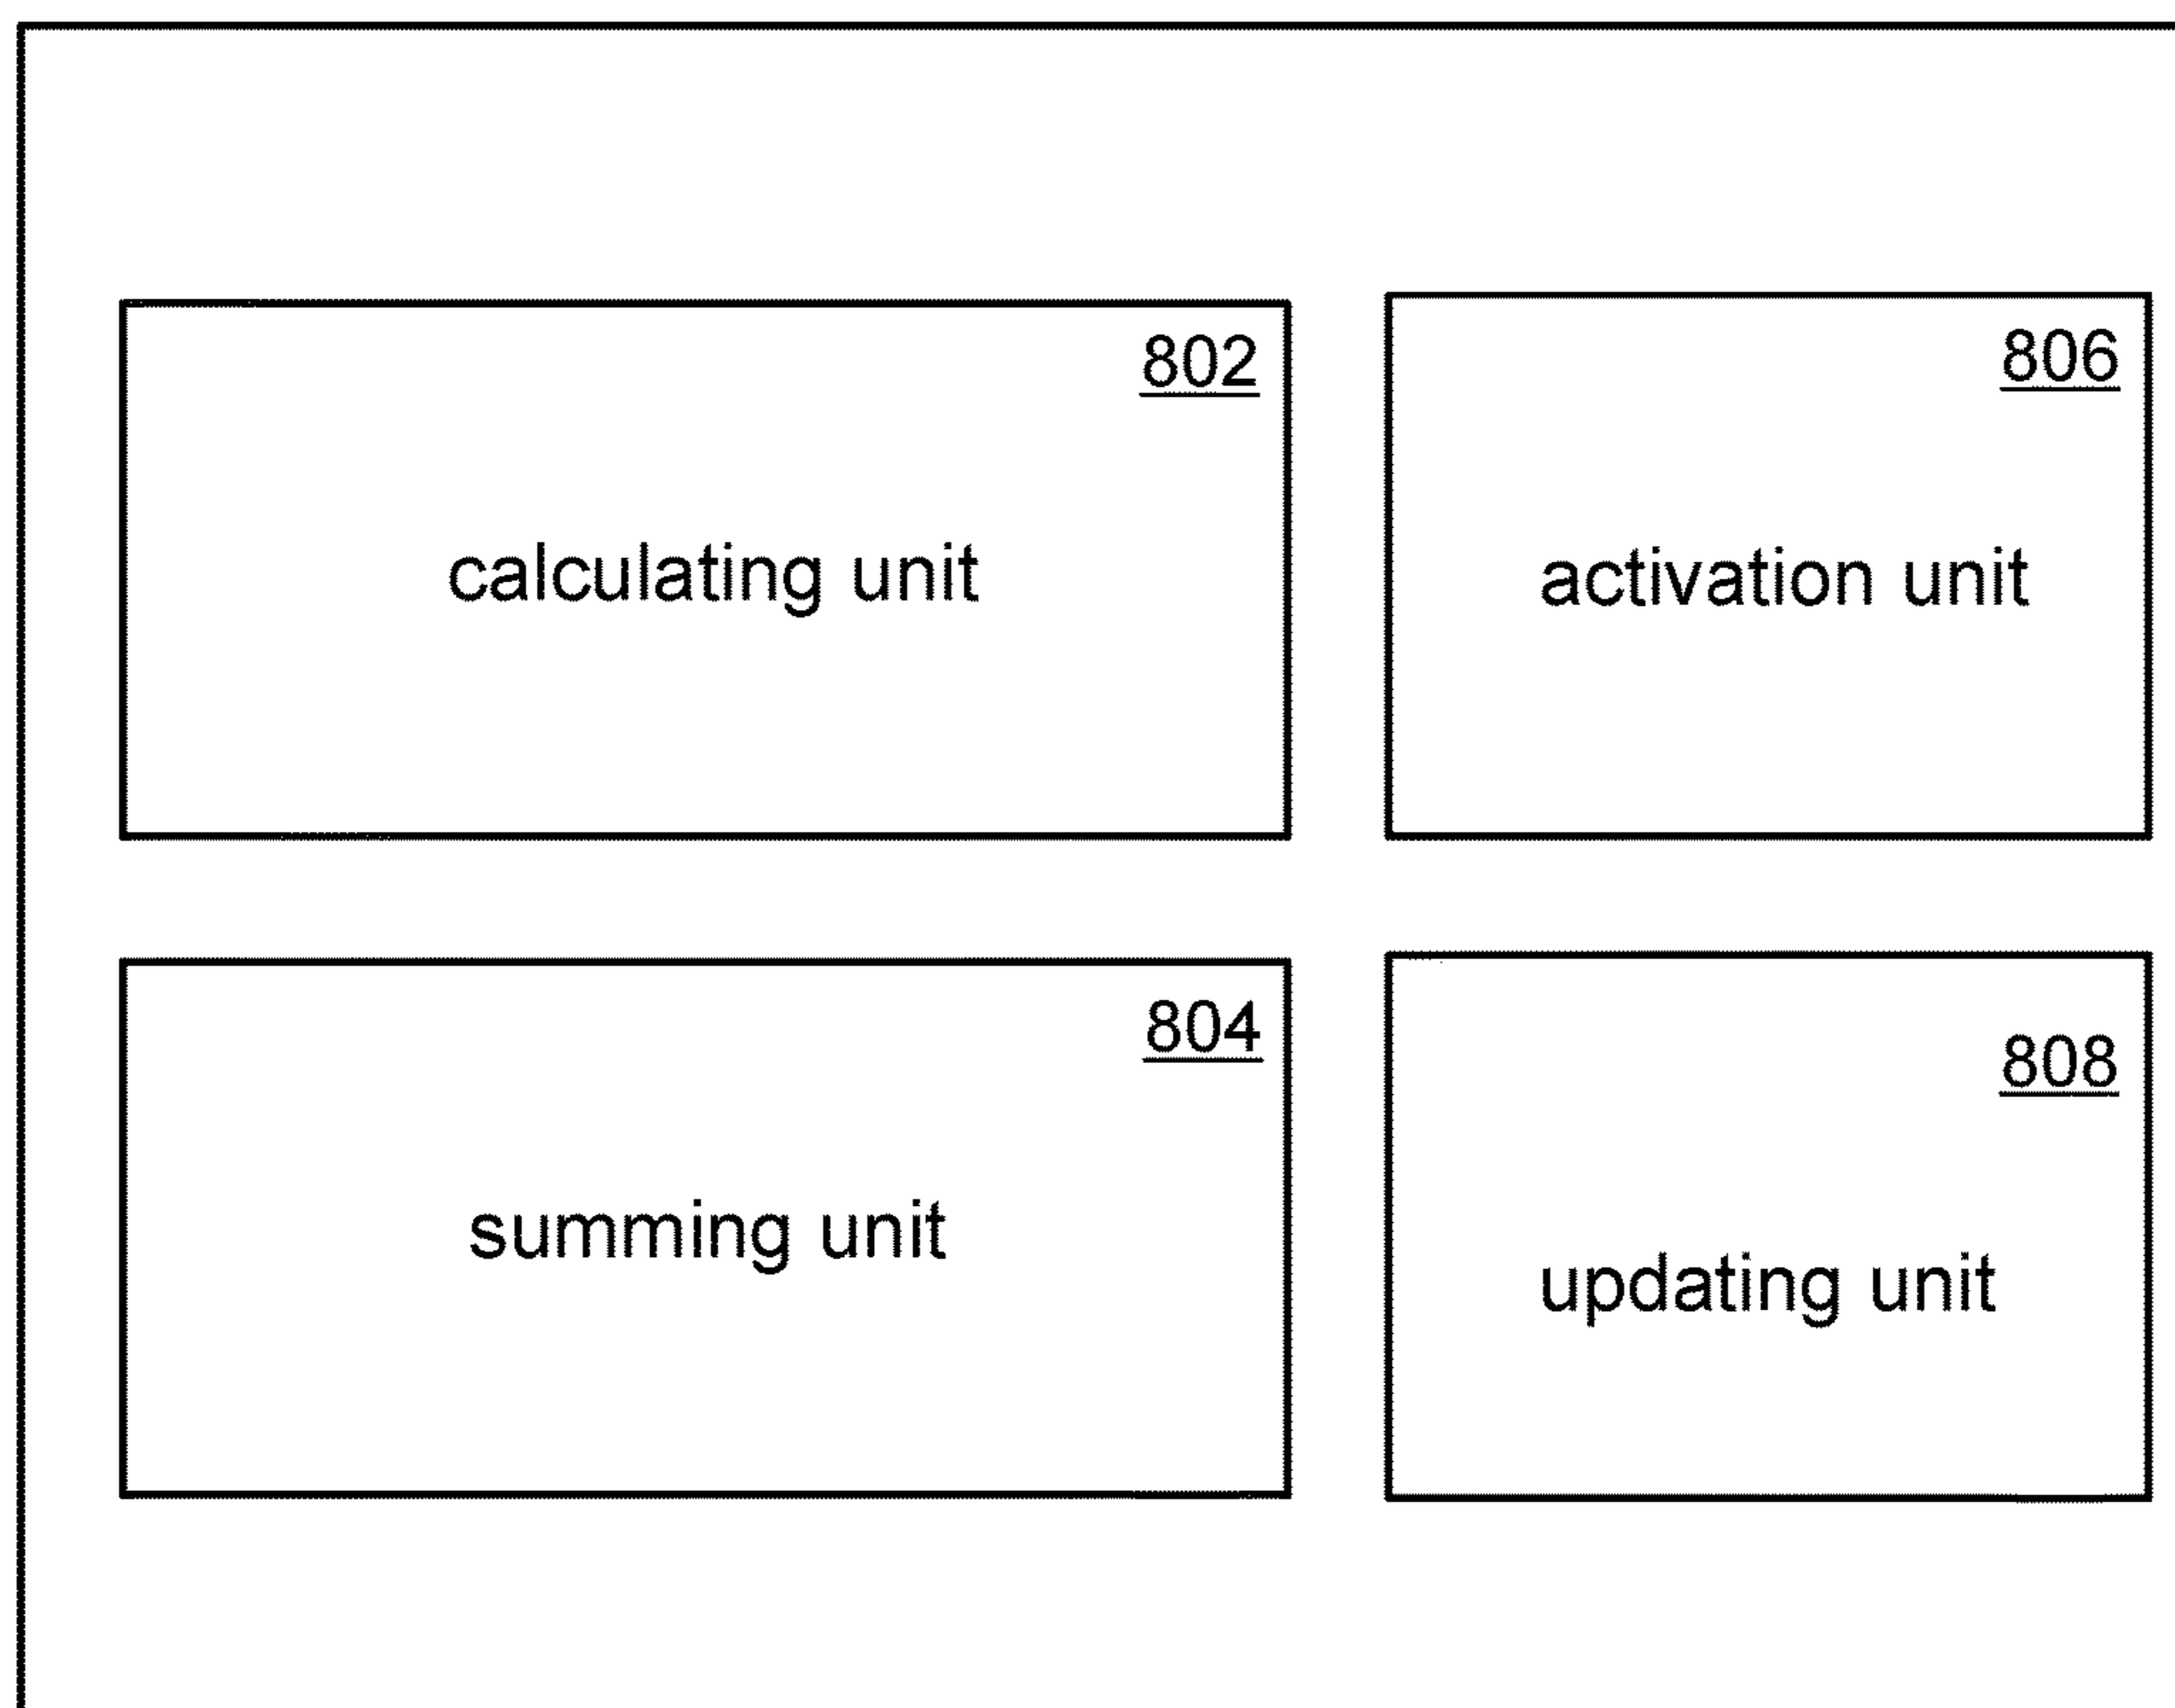 802
calculating unit
806
activation unit
804
summing unit
808
updating unit